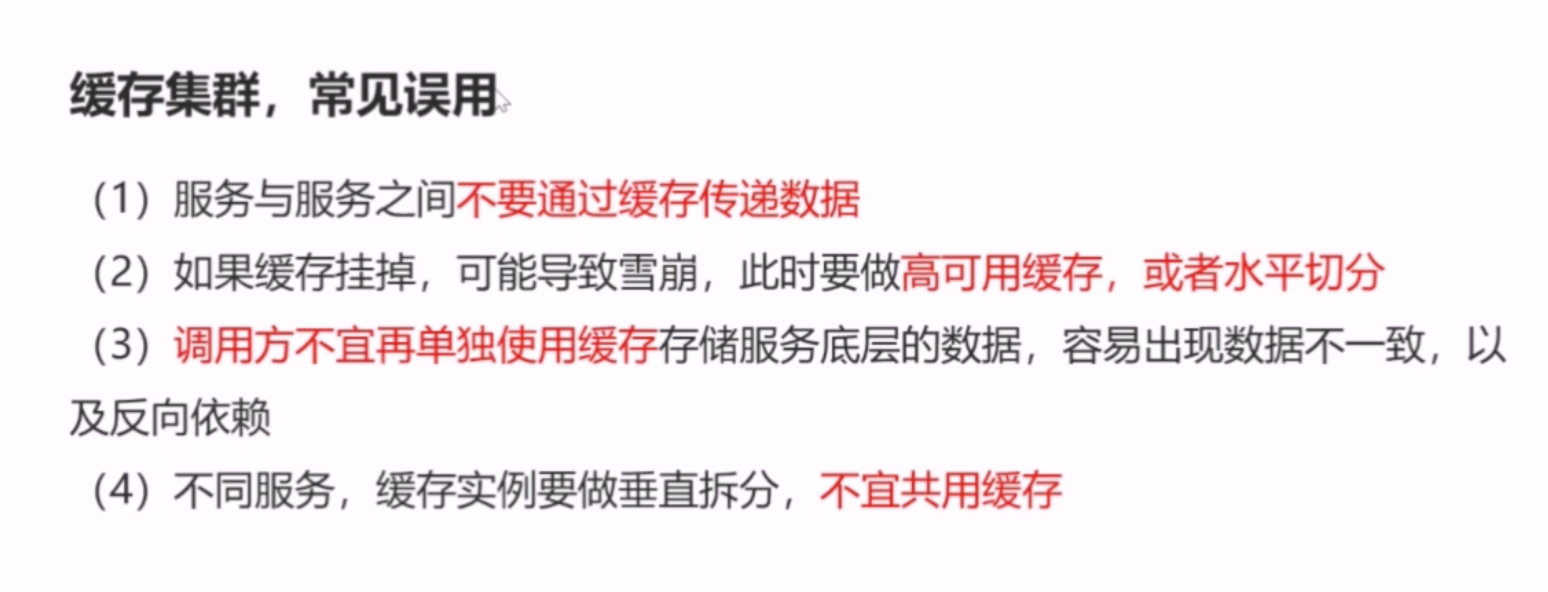 缓存集群，常见误用
（1）服务与服务之间不要通过缓存传递数据
（2）如果缓存挂掉，可能导致雪崩，此时要做高可用缓存，或者水平切分
（3）调用方不宜再单独使用缓存存储服务底层的数据，容易出现数据不一致，以
及反向依赖
（4）不同服务，缓存实例要做垂直拆分，不宜共用缓存